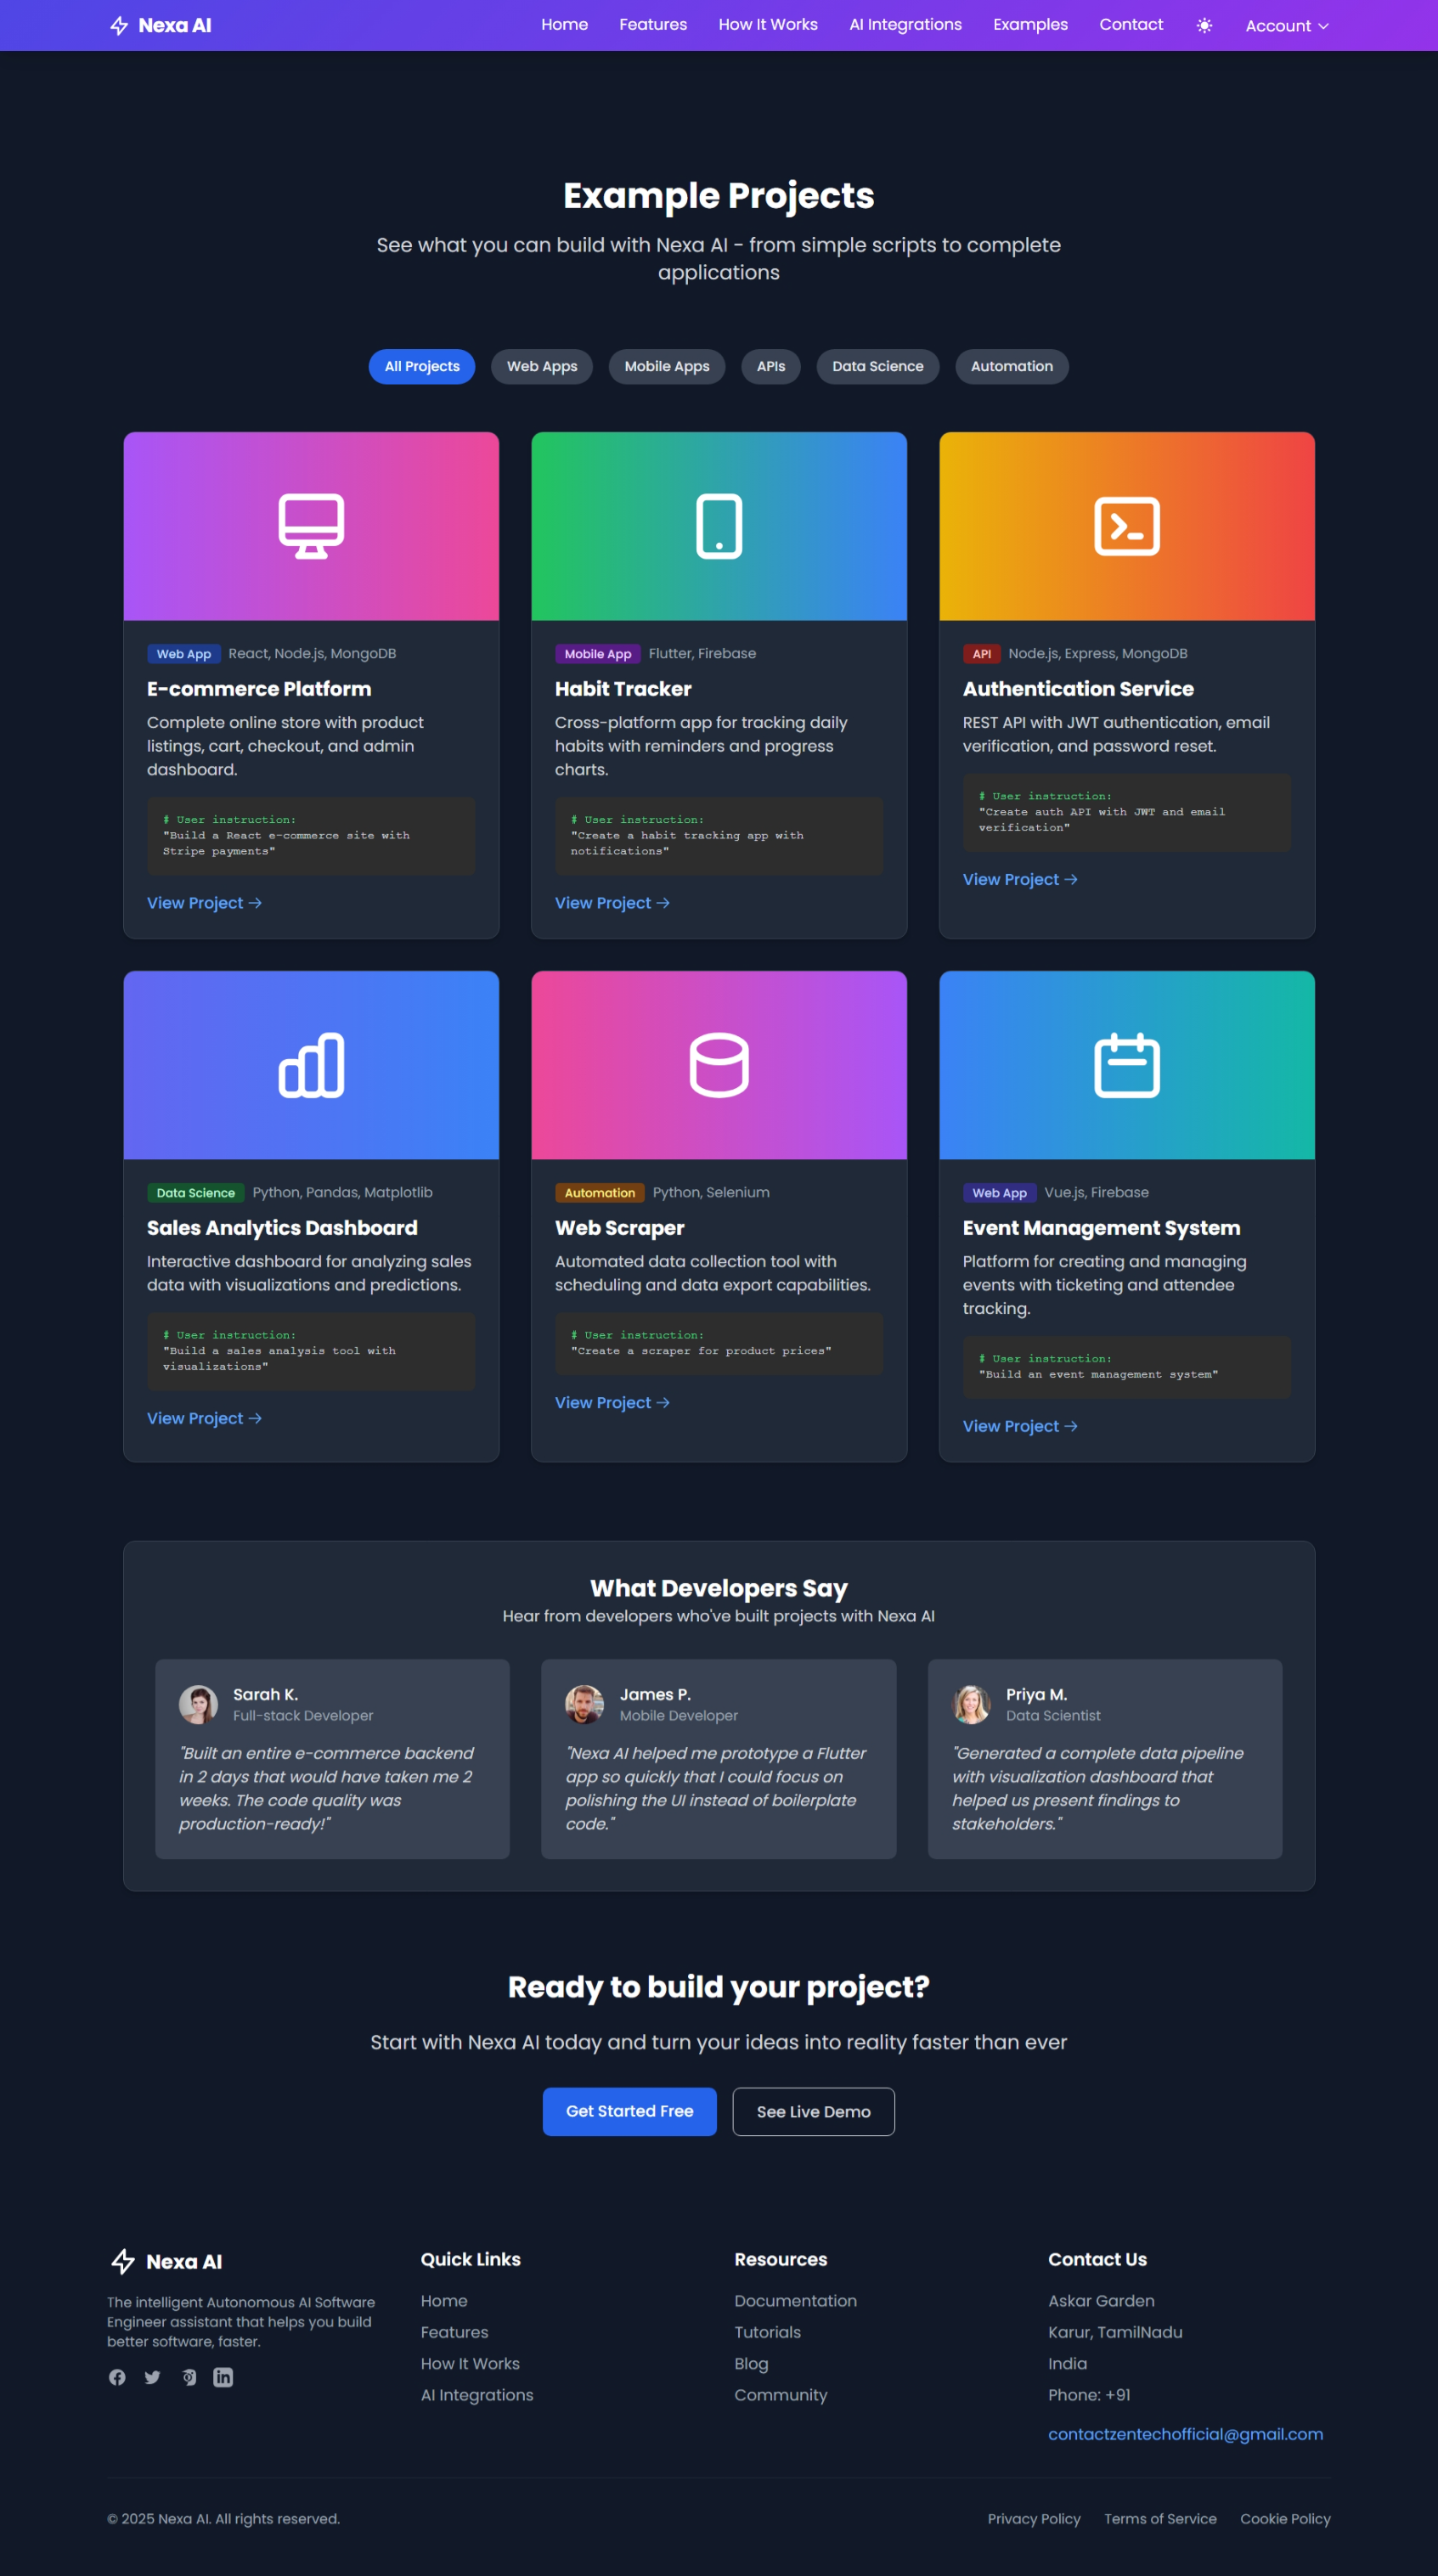 Nexa AI
Home
Features
How It Works
AI Integrations
Examples
Contact
Account
Example Projects
See what you can build with Nexa AI - from simple scripts to complete
applications
All Projects
Web Apps
Mobile Apps
APIs
Data Science
Automation
Web App
React, Node.js, MongoDB
E-commerce Platform
Complete online store with product
listings, cart, checkout, and admin
dashboard.
# User instruction:
"Build a React e-commerce site with
Stripe payments"
View Project →
Mobile App
Flutter, Firebase
Habit Tracker
Cross-platform app for tracking daily
habits with reminders and progress
charts.
# User instruction:
"Create a habit tracking app with
notifications"
View Project →
API
Node.js, Express, MongoDB
Authentication Service
REST API with JWT authentication, email
verification, and password reset.
# User instruction:
"Create auth API with JWT and email
verification"
View Project →
Data Science
Python, Pandas, Matplotlib
Sales Analytics Dashboard
Interactive dashboard for analyzing sales
data with visualizations and predictions.
# User instruction:
"Build a sales analysis tool with
visualizations"
View Project →
Automation
Python, Selenium
Web Scraper
Automated data collection tool with
scheduling and data export capabilities.
# User instruction:
"Create a scraper for product prices"
View Project →
Web App
Vue.js, Firebase
Event Management System
Platform for creating and managing
events with ticketing and attendee
tracking.
# User instruction:
"Build an event management system"
View Project →
What Developers Say
Hear from developers who've built projects with Nexa AI
Sarah K.
Full-stack Developer
"Built an entire e-commerce backend
in 2 days that would have taken me 2
weeks. The code quality was
production-ready!"
James P.
Mobile Developer
"Nexa AI helped me prototype a Flutter
app so quickly that I could focus on
polishing the UI instead of boilerplate
code."
Priya M.
Data Scientist
"Generated a complete data pipeline
with visualization dashboard that
helped us present findings to
stakeholders."
Ready to build your project?
Start with Nexa AI today and turn your ideas into reality faster than ever
Get Started Free
See Live Demo
Nexa AI
The intelligent Autonomous AI Software
Engineer assistant that helps you build
better software, faster.
Quick Links
Home
Features
How It Works
AI Integrations
Resources
Documentation
Tutorials
Blog
Community
Contact Us
Askar Garden
Karur, TamilNadu
India
Phone: +91
contactzentechofficial@gmail.com
© 2025 Nexa AI. All rights reserved.
Privacy Policy
Terms of Service
Cookie Policy